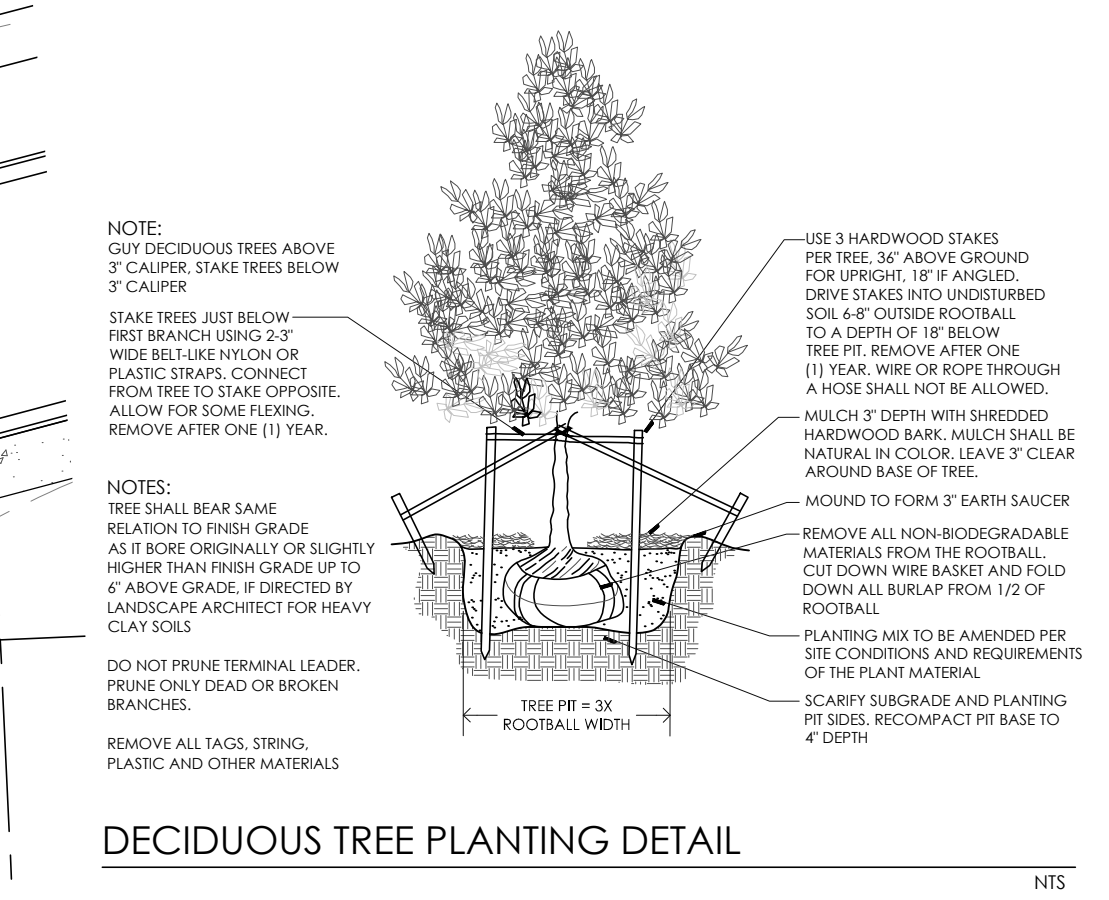 NOTE:
GUY DECIDUOUS TREES ABOVE
3" CALIPER, STAKE TREES BELOW
3" CALIPER
STAKE TREES JUST BELOW
FIRST BRANCH USING 2-3"
WIDE BELT-LIKE NYLON OR
PLASTIC STRAPS. CONNECT
FROM TREE TO STAKE OPPOSITE.
ALLOW FOR SOME FLEXING.
REMOVE AFTER ONE (1) YEAR.
NOTES:
TREE SHALL BEAR SAME
RELATION TO FINISH GRADE
AS IT BORE ORIGINALLY OR SLIGHTLY
HIGHER THAN FINISH GRADE UP TO
6" ABOVE GRADE, IF DIRECTED BY
LANDSCAPE ARCHITECT FOR HEAVY
CLAY SOILS
DO NOT PRUNE TERMINAL LEADER.
PRUNE ONLY DEAD OR BROKEN
BRANCHES.
REMOVE ALL TAGS, STRING,
PLASTIC AND OTHER MATERIALS
USE 3 HARDWOOD STAKES
PER TREE, 36" ABOVE GROUND
FOR UPRIGHT, 18" IF ANGLED.
DRIVE STAKES INTO UNDISTURBED
SOIL 6-8" OUTSIDE ROOTBALL
TO A DEPTH OF 18" BELOW
TREE PIT. REMOVE AFTER ONE
(1) YEAR. WIRE OR ROPE THROUGH
A HOSE SHALL NOT BE ALLOWED.
MULCH 3" DEPTH WITH SHREDDED
HARDWOOD BARK. MULCH SHALL BE
NATURAL IN COLOR. LEAVE 3" CLEAR
AROUND BASE OF TREE.
MOUND TO FORM 3" EARTH SAUCER
REMOVE ALL NON-BIODEGRADABLE
MATERIALS FROM THE ROOTBALL.
CUT DOWN WIRE BASKET AND FOLD
DOWN ALL BURLAP FROM 1/2 OF
ROOTBALL
PLANTING MIX TO BE AMENDED PER
SITE CONDITIONS AND REQUIREMENTS
OF THE PLANT MATERIAL
SCARIFY SUBGRADE AND PLANTING
PIT SIDES. RECOMPACT PIT BASE TO
4" DEPTH
TREE PIT = 3X
ROOTBALL WIDTH
DECIDUOUS TREE PLANTING DETAIL
NTS